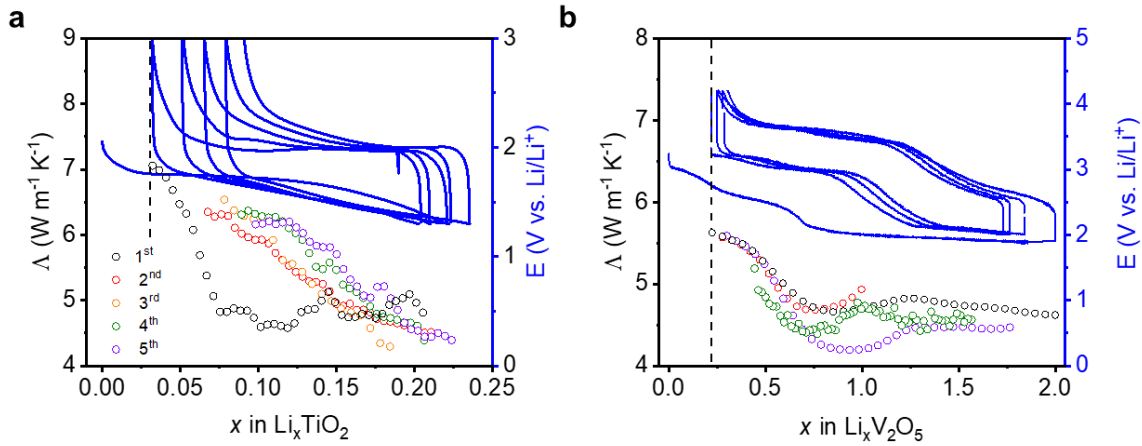 a
9
8
7
6
5
4
Λ (W m⁻¹ K⁻¹)
3
2
1
0
E (V vs. Li/Li⁺)
1ˢᵗ
2ⁿᵈ
3ʳᵈ
4ᵗʰ
5ᵗʰ
0.00 0.05 0.10 0.15 0.20 0.25
x in LiₓTiO₂
b
8
7
6
5
4
Λ (W m⁻¹ K⁻¹)
5
4
3
2
1
0
E (V vs. Li/Li⁺)
0.0 0.5 1.0 1.5 2.0
x in LiₓV₂O₅